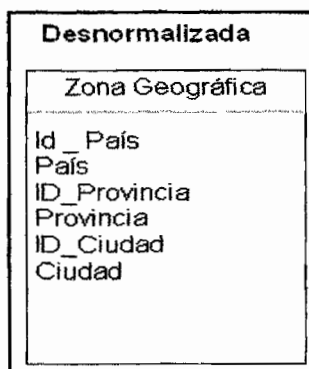 Desnormalizada
Zona Geográfica
Id _ País
País
ID_Provincia
Provincia
ID_Ciudad
Ciudad